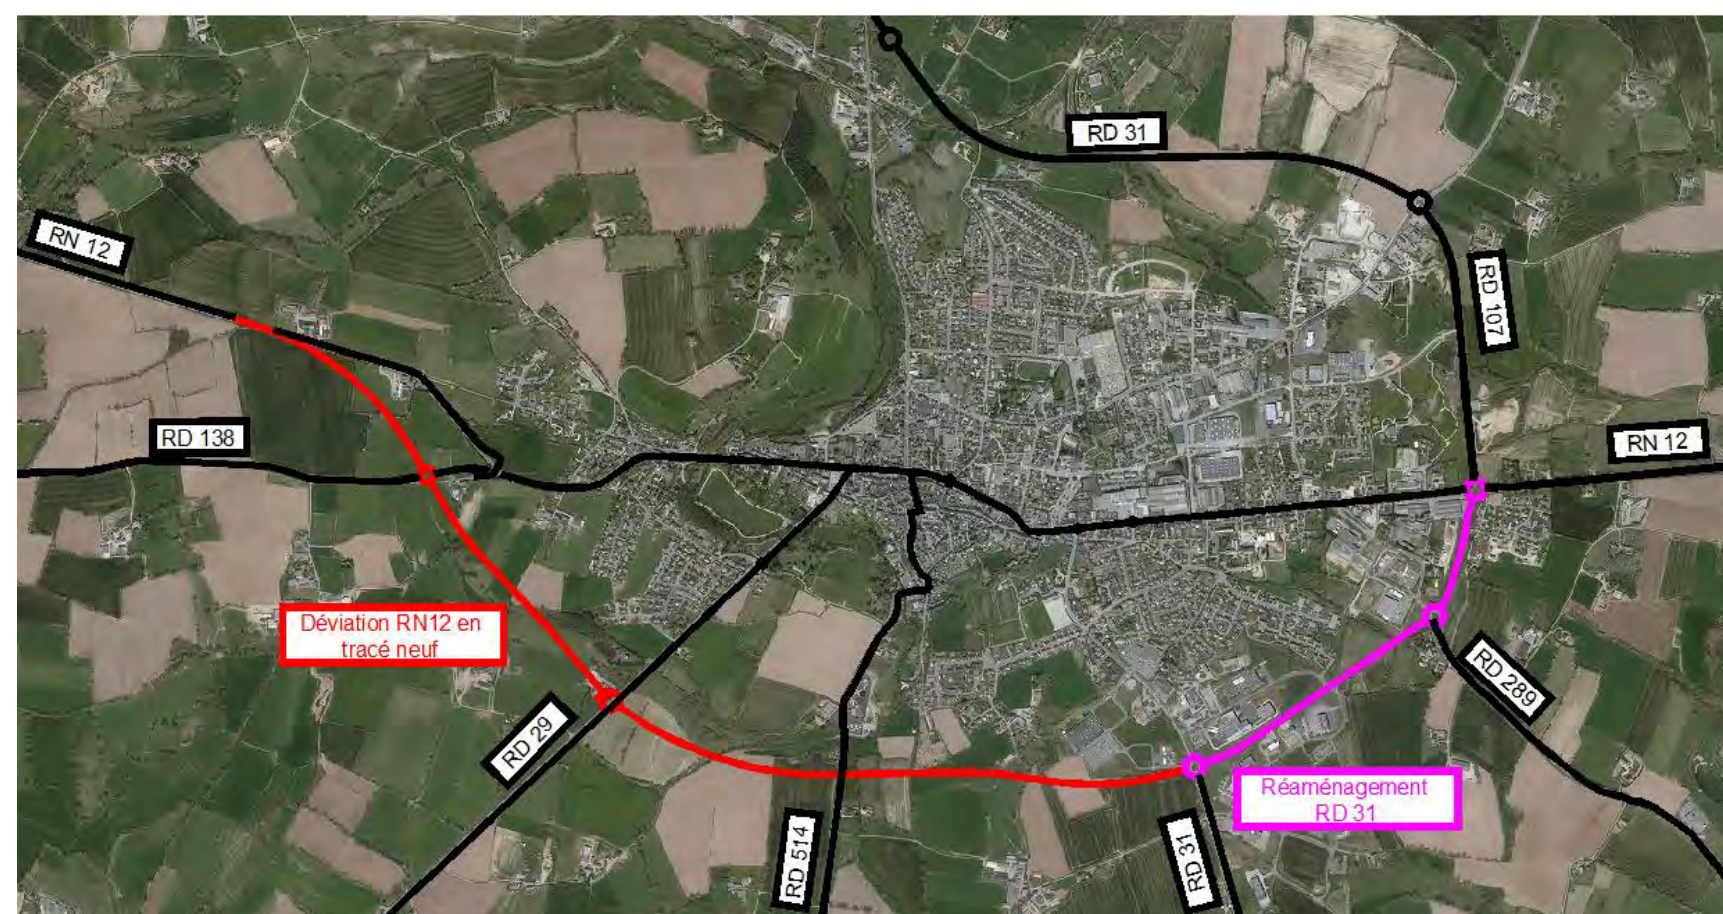 RD 31
RN 12
RD 107
RD 138
RN 12
Déviation RN12 en
tracé neuf
RD 289
RD 29
Réaménagement
RD 31
RD 514
RD 31